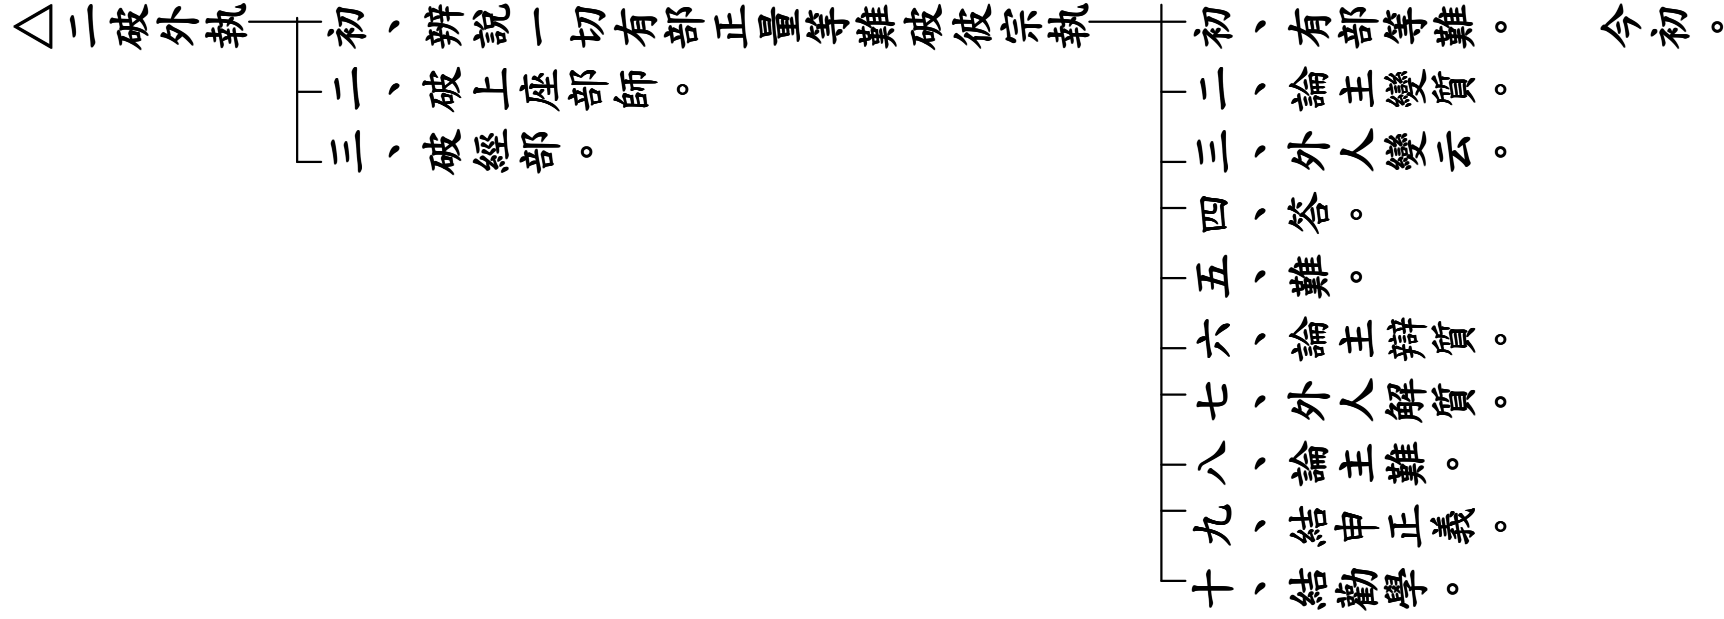 △二破外執
初、辨說一切有部正量等難破彼宗執
二、破上座部師。
三、破經部。
初、有部等難。 今初。
二、論主變質。
三、外人變云。
四、答。
五、難。
六、論主辯質。
七、外人解質。
八、論主難。
九、結申正義。
十、結勸學。